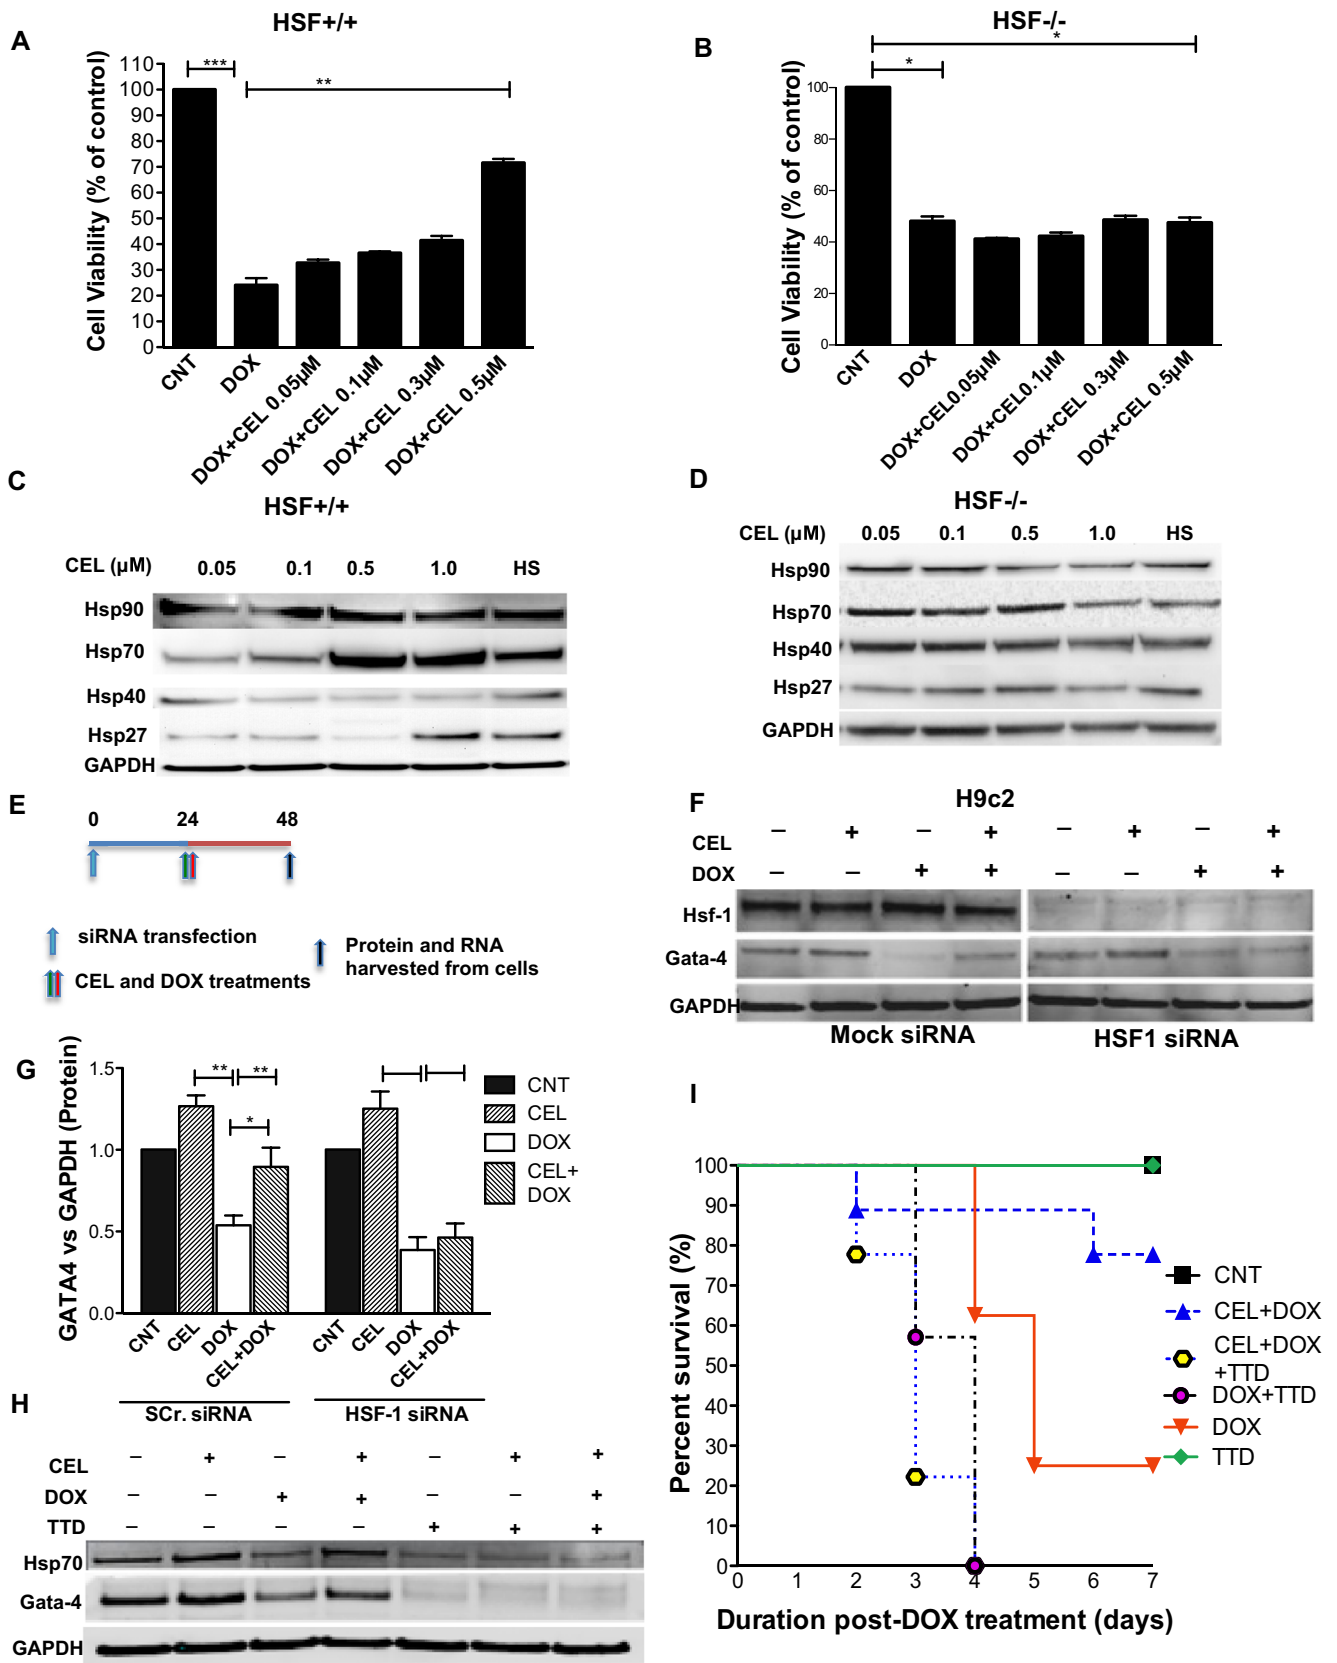 A
HSF+/+
***
**
Cell Viability (% of control)
110
100
90
80
70
60
50
40
30
20
10
0
CNT
DOX
DOX+CEL 0.05µM
DOX+CEL 0.1µM
DOX+CEL 0.3µM
DOX+CEL 0.5µM
B
HSF-/-
*
*
Cell Viability (% of control)
100
80
60
40
20
0
CNT
DOX
DOX+CEL0.05µM
DOX+CEL0.1µM
DOX+CEL 0.3µM
DOX+CEL 0.5µM
C
HSF+/+
CEL (µM) 0.05 0.1 0.5 1.0 HS
Hsp90
Hsp70
Hsp40
Hsp27
GAPDH
D
HSF-/-
CEL (µM) 0.05 0.1 0.5 1.0 HS
Hsp90
Hsp70
Hsp40
Hsp27
GAPDH
E
0 24 48
siRNA transfection
CEL and DOX treatments
Protein and RNA
harvested from cells
F
H9c2
CEL – + – + – + – +
DOX – – + + – – + +
Hsf-1
Gata-4
GAPDH
Mock siRNA HSF1 siRNA
G
GATA4 vs GAPDH (Protein)
1.5
1.0
0.5
0.0
** **
*
CNT
CEL
DOX
CEL+DOX
CNT
CEL
DOX
CEL+DOX
SCr. siRNA HSF-1 siRNA
CNT
CEL
DOX
CEL+
DOX
H
CEL – + – + – + +
DOX – – + + – – +
TTD – – – – + + +
Hsp70
Gata-4
GAPDH
I
Percent survival (%)
100
90
80
70
60
50
40
30
20
10
0
0 1 2 3 4 5 6 7
Duration post-DOX treatment (days)
CNT
CEL+DOX
CEL+DOX
+TTD
DOX+TTD
DOX
TTD